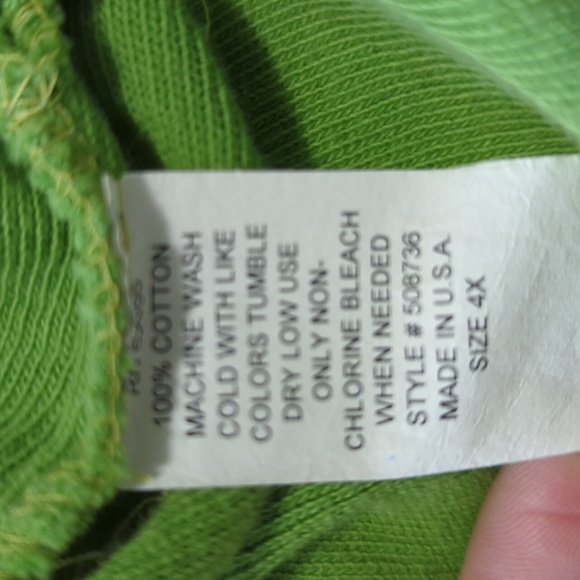 100% COTTON
MACHINE WASH
COLD WITH LIKE
COLORS TUMBLE
DRY LOW USE
ONLY NON-
CHLORINE BLEACH
WHEN NEEDED
STYLE # 508736
MADE IN U.S.A.
SIZE 4X